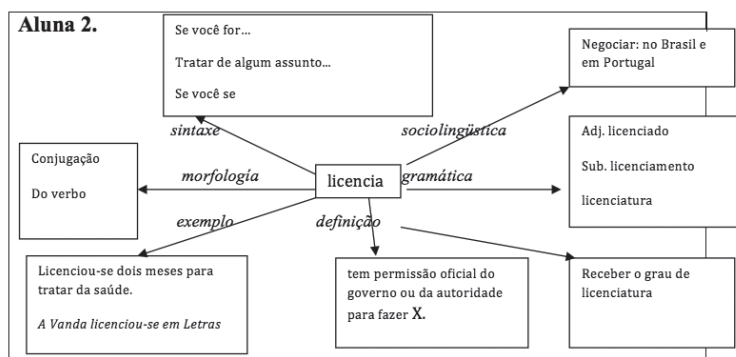 Aluna 2.
Se você for…
Tratar de algum assunto…
Se você se
Negociar: no Brasil e
em Portugal
sintaxe
sociolingüística
Conjugação
Do verbo
morfología
licencia
gramática
Adj. licenciado
Sub. licenciamento
licenciatura
exemplo
definição
Licenciou-se dois meses para
tratar da saúde.
A Vanda licenciou-se em Letras
tem permissão oficial do
governo ou da autoridade
para fazer X.
Receber o grau de
licenciatura